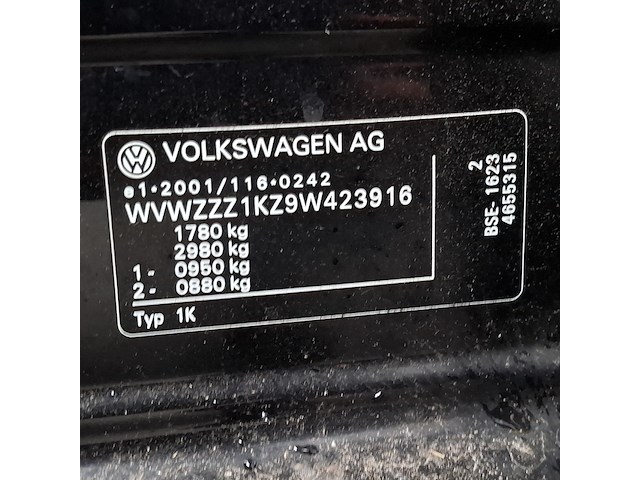 VW VOLKSWAGEN AG
e1*2001/116*0242
WVWZZZ1KZ9W423916
1780 kg
2980 kg
1- 0950 kg
2- 0880 kg
Typ 1K
2
BSE- 1623
4655315